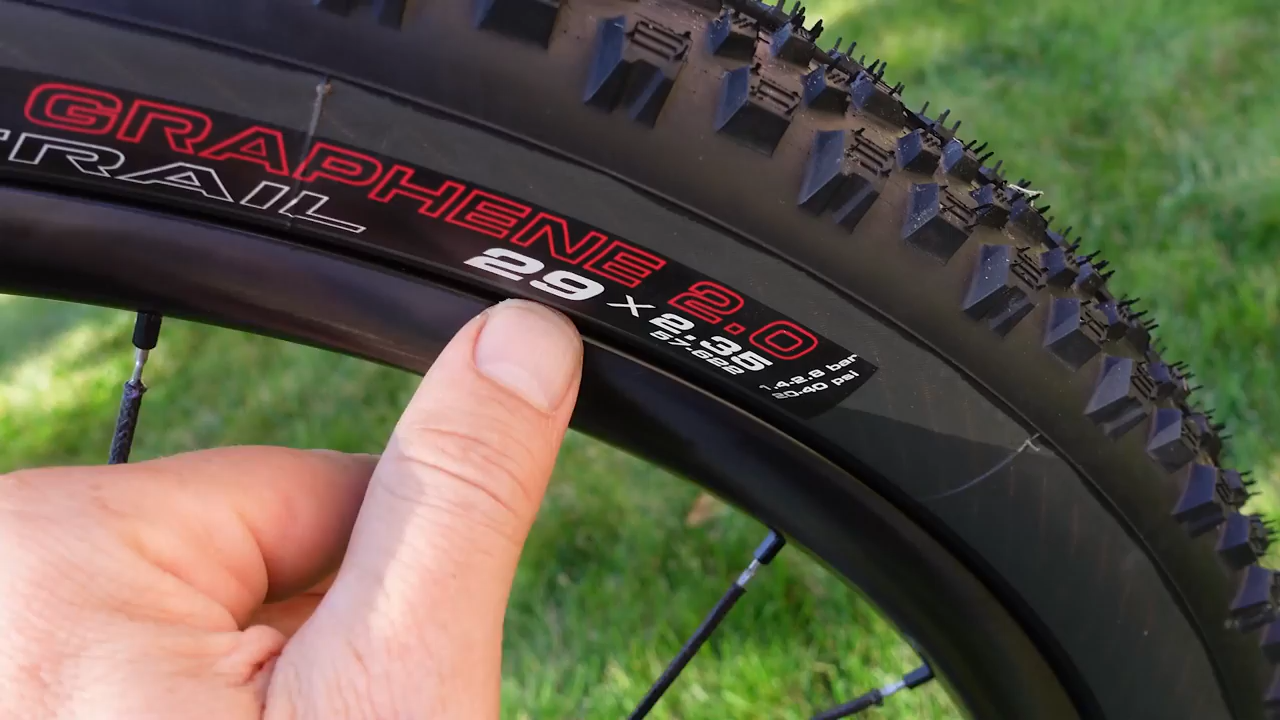 GRAPHENE 2.0
TRAIL
29 x 2.35
57-622
1.4-2.8 bar
20-40 psi